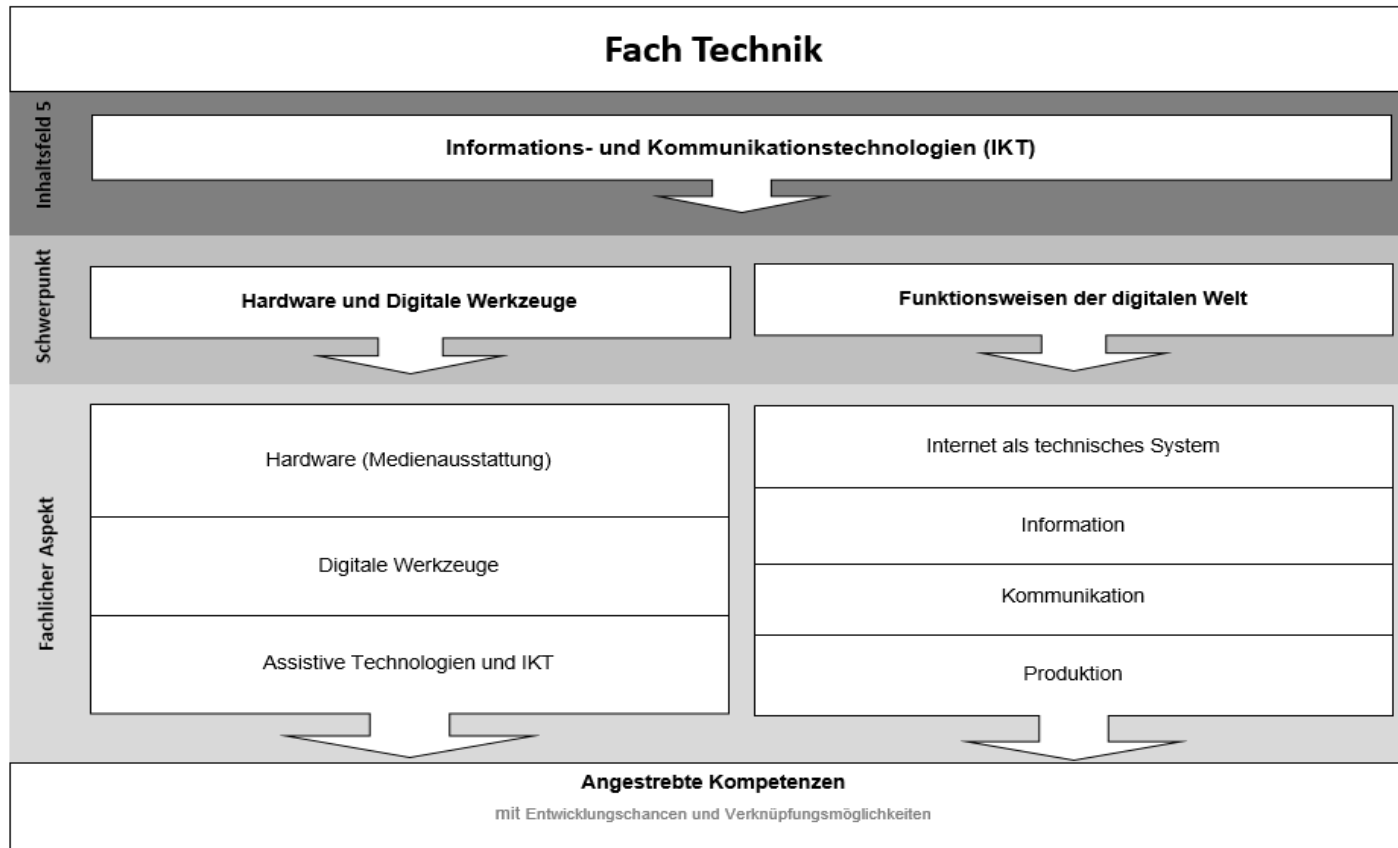 Fach Technik
Inhaltsfeld 5
Informations- und Kommunikationstechnologien (IKT)
Schwerpunkt
Hardware und Digitale Werkzeuge
Funktionsweisen der digitalen Welt
Fachlicher Aspekt
Hardware (Medienausstattung)
Digitale Werkzeuge
Assistive Technologien und IKT
Internet als technisches System
Information
Kommunikation
Produktion
Angestrebte Kompetenzen
mit Entwicklungschancen und Verknüpfungsmöglichkeiten